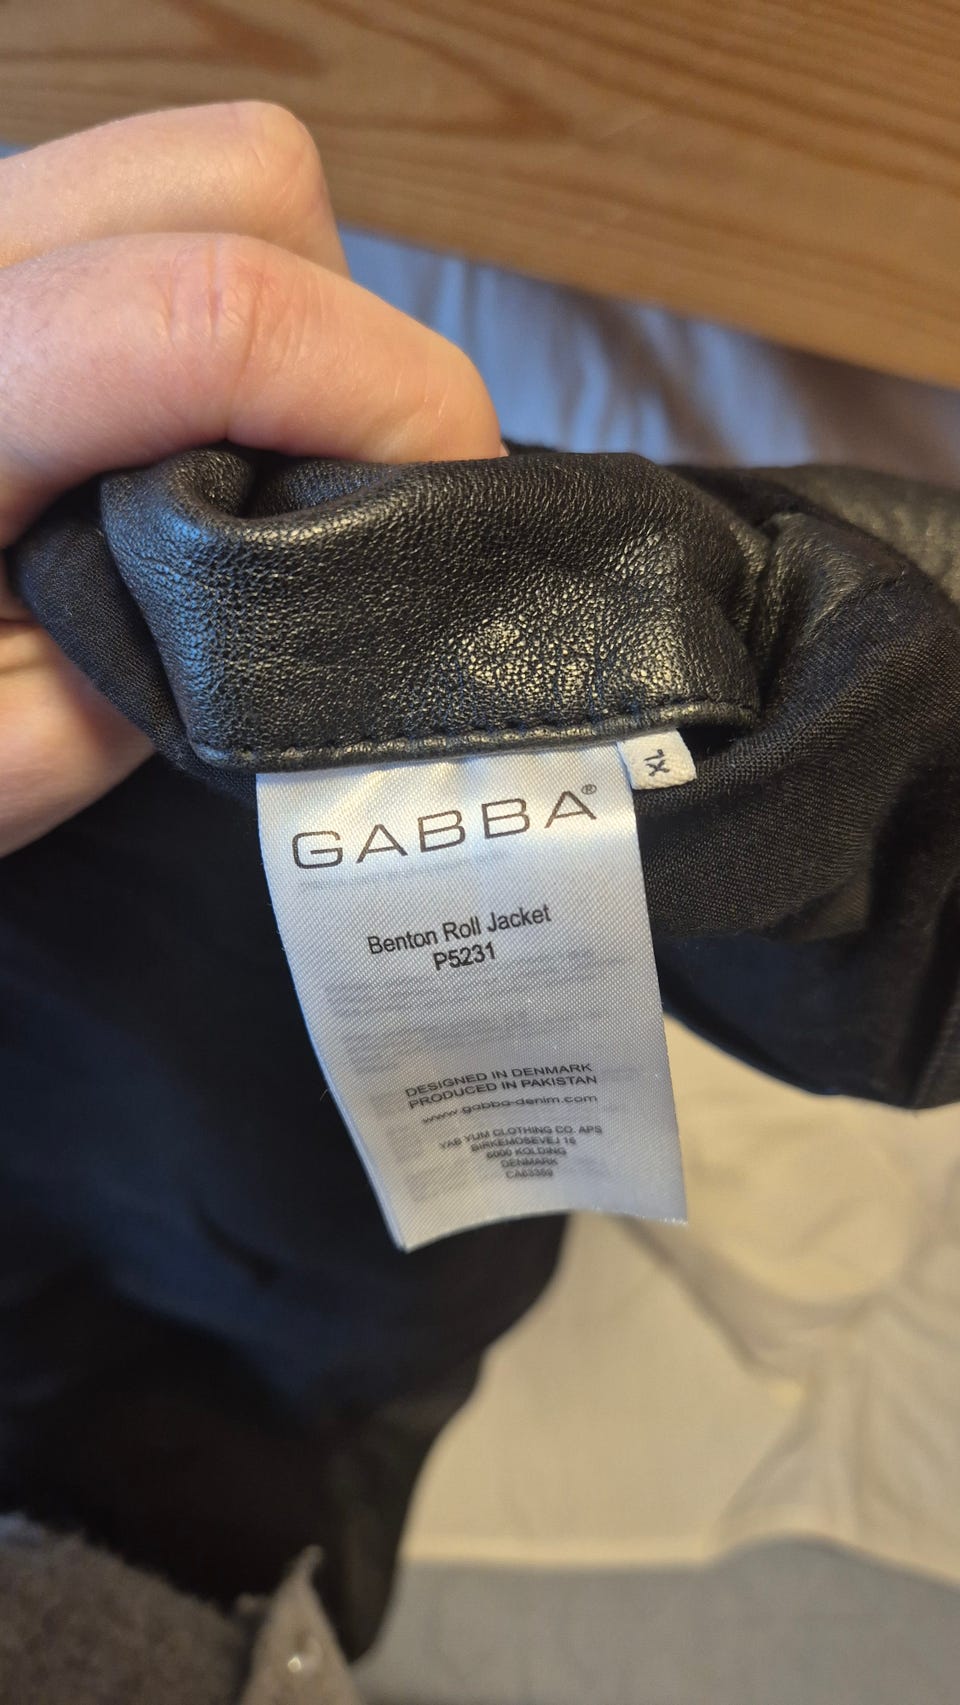 XL
GABBA®
Benton Roll Jacket
P5231
DESIGNED IN DENMARK
PRODUCED IN PAKISTAN
www.gabba-denim.com
YAB YUM CLOTHING CO. APS
BIRKEMOSEVEJ 16
6000 KOLDING
DENMARK